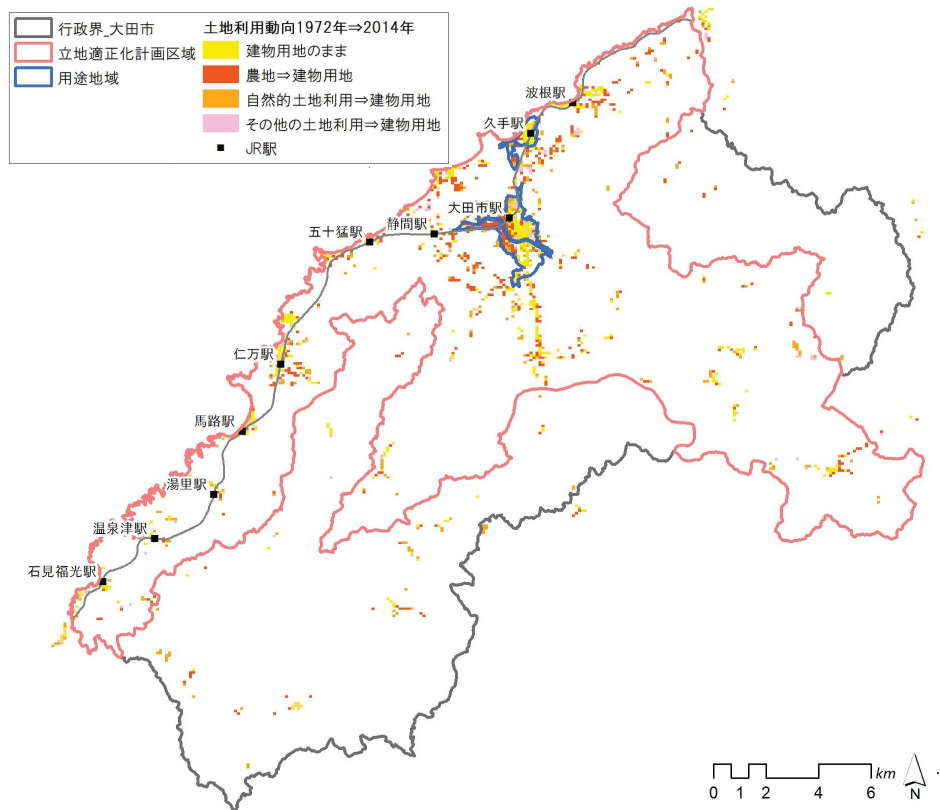 行政界_大田市
立地適正化計画区域
用途地域
土地利用動向1972年⇒2014年
建物用地のまま
農地⇒建物用地
自然的土地利用⇒建物用地
その他の土地利用⇒建物用地
JR駅
波根駅
久手駅
大田市駅
静間駅
五十猛駅
仁万駅
馬路駅
湯里駅
温泉津駅
石見福光駅
km
0 1 2 4 6
N